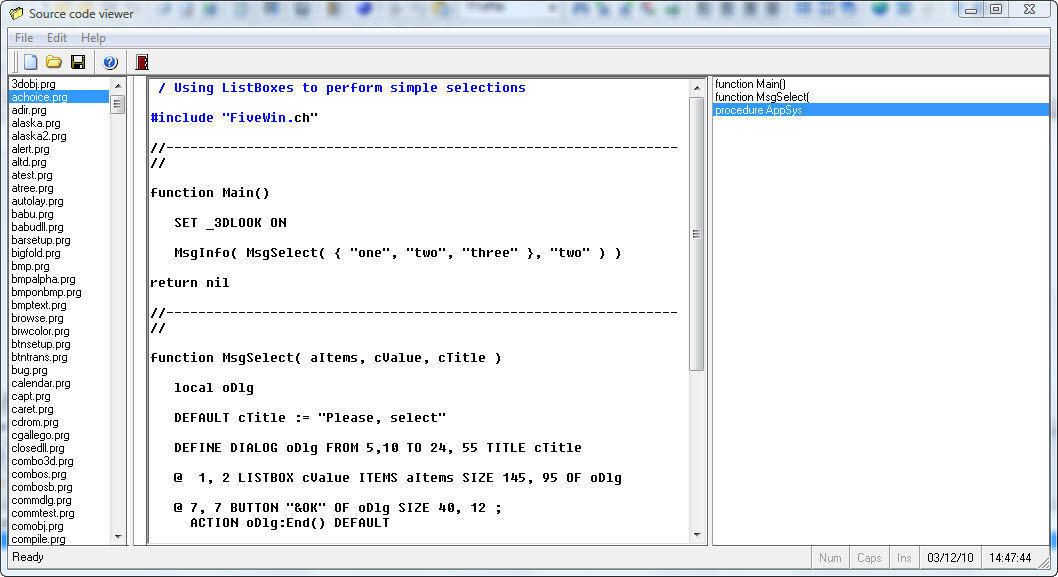 Source code viewer
File Edit Help
3dobj.prg
achoice.prg
adir.prg
alaska.prg
alaska2.prg
alert.prg
altd.prg
atest.prg
atree.prg
autolay.prg
babu.prg
babudll.prg
barsetup.prg
bigfold.prg
bmp.prg
bmpalpha.prg
bmponbmp.prg
bmptext.prg
browse.prg
brwcolor.prg
btnsetup.prg
btntrans.prg
bug.prg
calendar.prg
capt.prg
caret.prg
cdrom.prg
cgallego.prg
closedll.prg
combo3d.prg
combos.prg
combosb.prg
commdlg.prg
commtest.prg
comobj.prg
compile.prg
/ Using ListBoxes to perform simple selections
#include "FiveWin.ch"
//----------------------------------------------------------------
//
function Main()
SET _3DLOOK ON
MsgInfo( MsgSelect( { "one", "two", "three" }, "two" ) )
return nil
//----------------------------------------------------------------
//
function MsgSelect( aItems, cValue, cTitle )
local oDlg
DEFAULT cTitle := "Please, select"
DEFINE DIALOG oDlg FROM 5,10 TO 24, 55 TITLE cTitle
@  1, 2 LISTBOX cValue ITEMS aItems SIZE 145, 95 OF oDlg
@ 7, 7 BUTTON "&OK" OF oDlg SIZE 40, 12 ;
ACTION oDlg:End() DEFAULT
function Main()
function MsgSelect(
procedure AppSys
Ready
Num Caps Ins 03/12/10 14:47:44